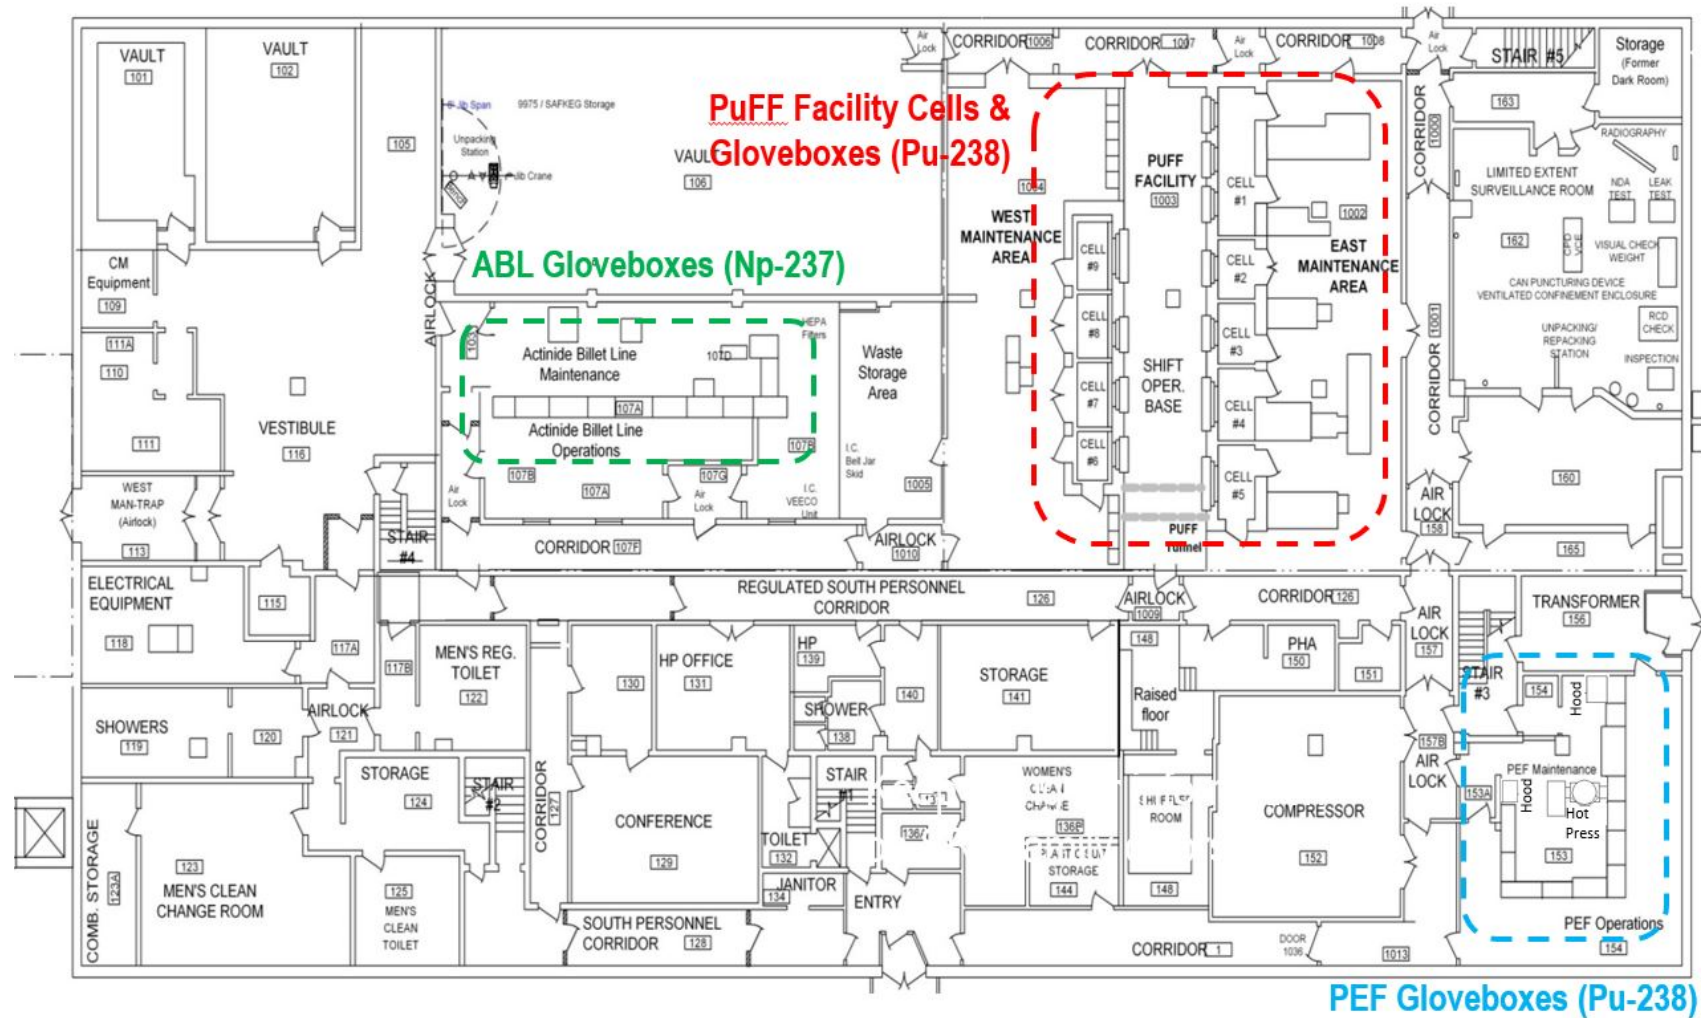 VAULT
101
VAULT
102
105
Air
Lock
CORRIDOR 1006
CORRIDOR 1007
Air
Lock
CORRIDOR 1008
Air
Lock
STAIR #5
Storage
(Former
Dark Room)
Jib Span
9975 / SAFKEG Storage
Unpacking
Station
Jib Crane
PuFF Facility Cells &
Gloveboxes (Pu-238)
VAULT
106
1004
WEST
MAINTENANCE
AREA
PUFF
FACILITY
1003
CELL
#1
1002
EAST
MAINTENANCE
AREA
CORRIDOR
1000
163
RADIOGRAPHY
LIMITED EXTENT
SURVEILLANCE ROOM
NDA
TEST
LEAK
TEST
162
VISUAL CHECK
WEIGHT
CAN PUNCTURING DEVICE
VENTILATED CONFINEMENT ENCLOSURE
RCD
CHECK
UNPACKING/
REPACKING
STATION
INSPECTION
CELL
#9
CELL
#2
CELL
#8
CELL
#3
CELL
#7
CELL
#4
CELL
#6
CELL
#5
SHIFT
OPER.
BASE
PUFF
Tunnel
CORRIDOR 1001
AIR
LOCK
158
160
165
CM
Equipment
109
111A
110
111
VESTIBULE
116
AIRLOCK
ABL Gloveboxes (Np-237)
103
HEPA
Filters
Actinide Billet Line
Maintenance
107D
107A
Actinide Billet Line
Operations
107B
107B
107A
107G
Air
Lock
Air
Lock
I.C.
VEECO
Unit
Waste
Storage
Area
I.C.
Bell Jar
Skid
1005
WEST
MAN-TRAP
(Airlock)
113
STAIR
#4
CORRIDOR 107F
AIRLOCK
1010
ELECTRICAL
EQUIPMENT
118
115
117A
117B
REGULATED SOUTH PERSONNEL
CORRIDOR
126
AIRLOCK
1009
CORRIDOR 126
AIR
LOCK
157
TRANSFORMER
156
MEN'S REG.
TOILET
122
130
HP OFFICE
131
HP
139
140
STORAGE
141
148
PHA
150
151
STAIR
#3
154
Hood
SHOWERS
119
120
AIRLOCK
121
SHOWER
138
Raised
floor
157B
AIR
LOCK
PEF Maintenance
153A
Hood
Hot
Press
153
STORAGE
124
STAIR
#2
CORRIDOR
127
CONFERENCE
129
TOILET
132
STAIR
#1
WOMEN'S
CLEAN
CHANGE
136B
ROOM
COMPRESSOR
152
COMB. STORAGE
123A
123
MEN'S CLEAN
CHANGE ROOM
125
MEN'S
CLEAN
TOILET
JANITOR
134
ENTRY
STORAGE
144
148
SOUTH PERSONNEL
CORRIDOR 128
CORRIDOR 1
DOOR
1036
1013
PEF Operations
154
PEF Gloveboxes (Pu-238)